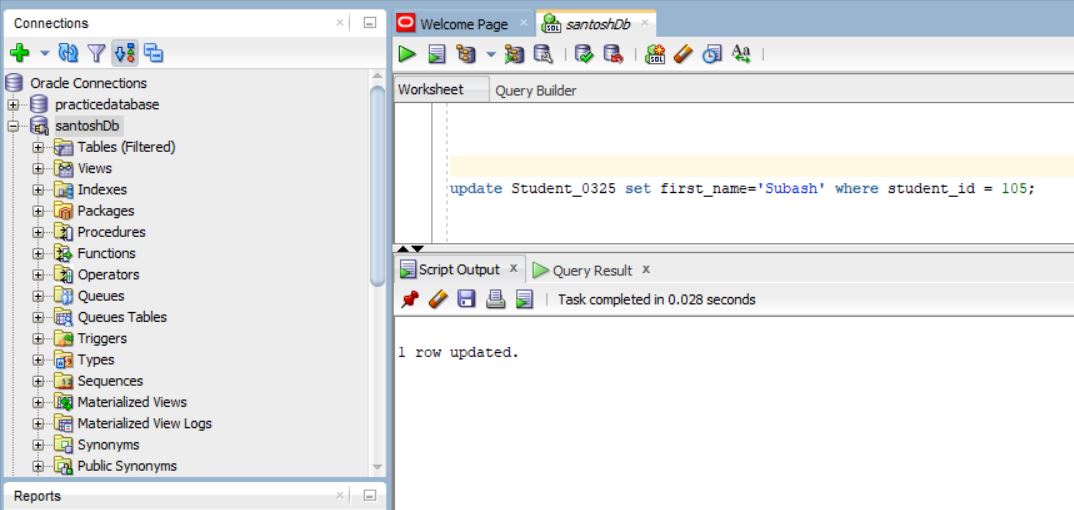 Connections
Oracle Connections
practicedatabase
santoshDb
Tables (Filtered)
Views
Indexes
Packages
Procedures
Functions
Operators
Queues
Queues Tables
Triggers
Types
Sequences
Materialized Views
Materialized View Logs
Synonyms
Public Synonyms
Reports
Welcome Page
santoshDb
Worksheet
Query Builder
update Student_0325 set first_name='Subash' where student_id = 105;
Script Output
Query Result
Task completed in 0.028 seconds
1 row updated.